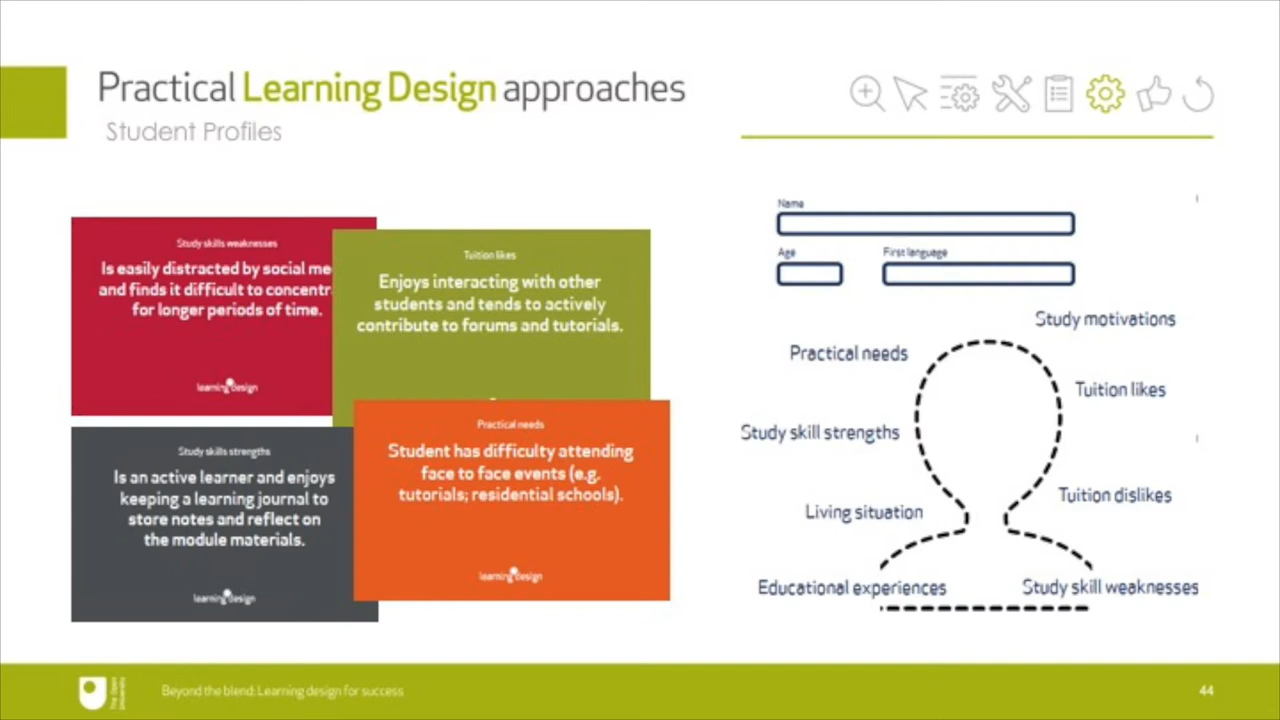 Practical Learning Design approaches
Student Profiles
Study skills weaknesses
Is easily distracted by social me
and finds it difficult to concentr
for longer periods of time.
learning design
Tuition likes
Enjoys interacting with other
students and tends to actively
contribute to forums and tutorials.
Study skills strengths
Is an active learner and enjoys
keeping a learning journal to
store notes and reflect on
the module materials.
learning design
Practical needs
Student has difficulty attending
face to face events (e.g.
tutorials; residential schools).
learning design
Name
Age
First language
Study motivations
Practical needs
Tuition likes
Study skill strengths
Tuition dislikes
Living situation
Educational experiences
Study skill weaknesses
The Open
University
Beyond the blend: Learning design for success
44